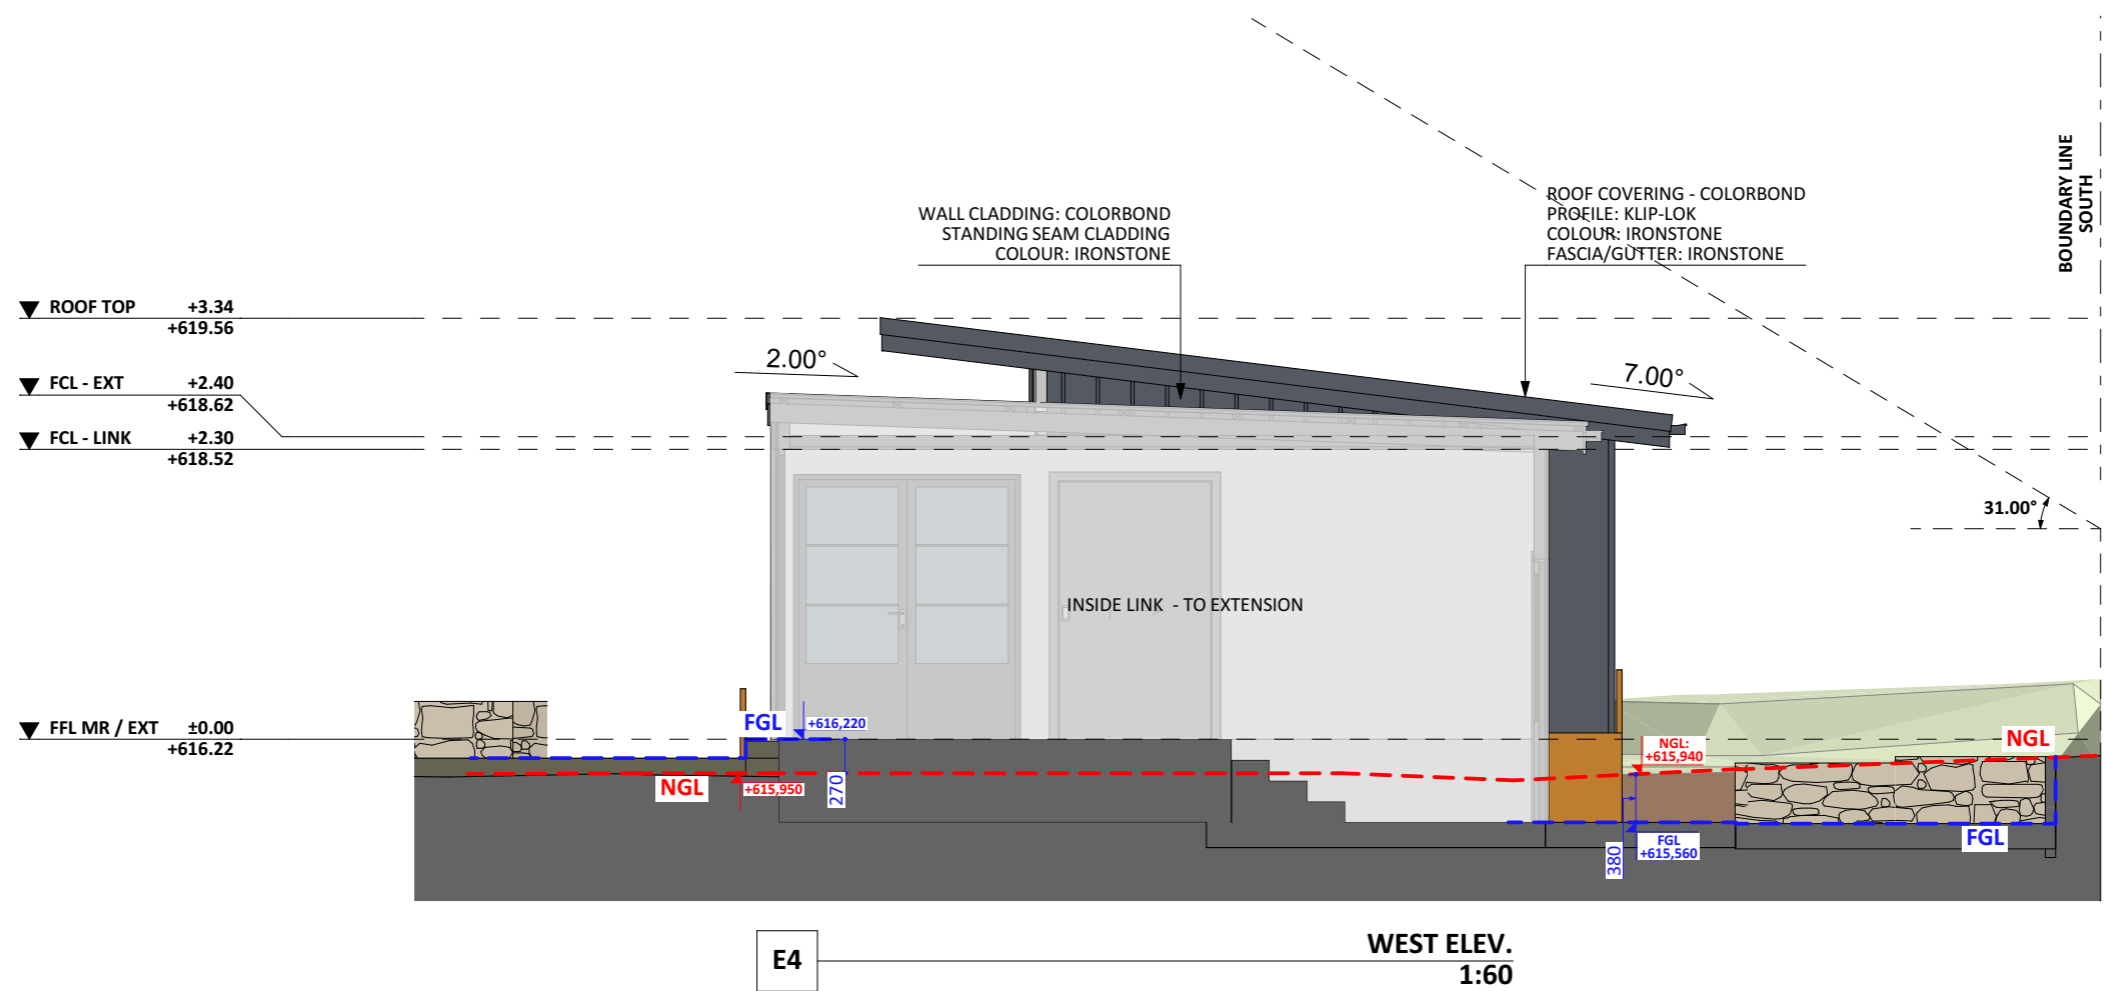 BOUNDARY LINE
SOUTH
WALL CLADDING: COLORBOND
STANDING SEAM CLADDING
COLOUR: IRONSTONE
ROOF COVERING - COLORBOND
PROFILE: KLIP-LOK
COLOUR: IRONSTONE
FASCIA/GUTTER: IRONSTONE
ROOF TOP +3.34
+619.56
2.00°
7.00°
FCL - EXT +2.40
+618.62
FCL - LINK +2.30
+618.52
31.00°
INSIDE LINK - TO EXTENSION
FFL MR / EXT ±0.00
+616.22
FGL +616,220
NGL:
+615,940
NGL
NGL +615,950
270
FGL
+615,560
380
FGL
E4
WEST ELEV.
1:60